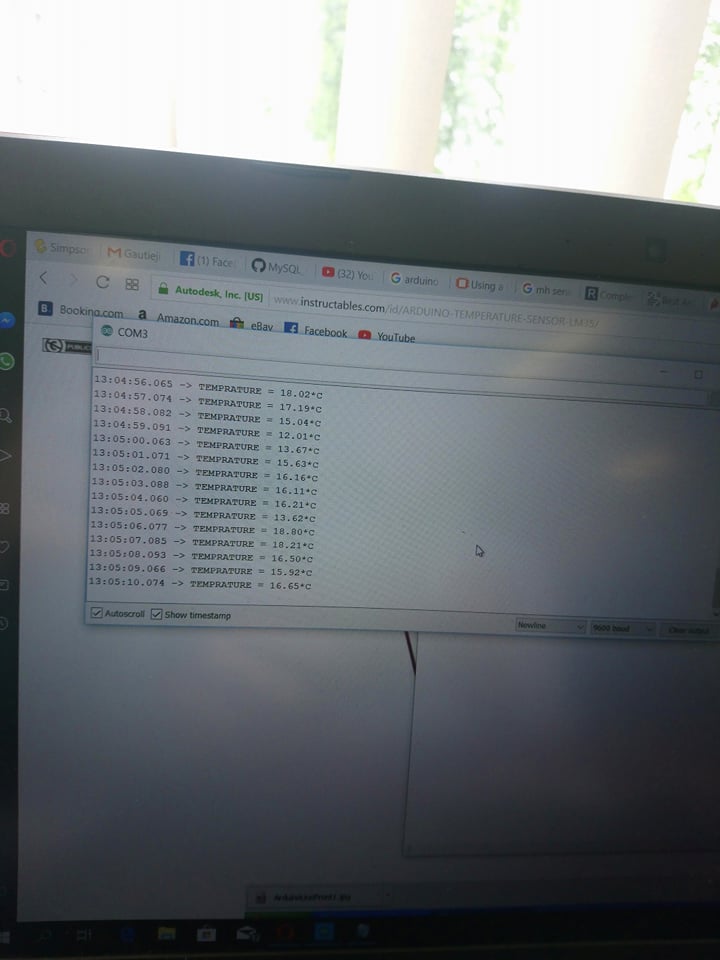 Simpso
Gautieji
(1) Face
MySQL
(32) You
arduino
Using a
mh sen
Comple
Best Ar
Autodesk, Inc. [US]
www.instructables.com/id/ARDUINO-TEMPERATURE-SENSOR-LM35/
Booking.com
Amazon.com
eBay
Facebook
YouTube
COM3
13:04:56.065 -> TEMPRATURE = 18.02*C
13:04:57.074 -> TEMPRATURE = 17.19*C
13:04:58.082 -> TEMPRATURE = 15.04*C
13:04:59.091 -> TEMPRATURE = 12.01*C
13:05:00.063 -> TEMPRATURE = 13.67*C
13:05:01.071 -> TEMPRATURE = 15.63*C
13:05:02.080 -> TEMPRATURE = 16.16*C
13:05:03.088 -> TEMPRATURE = 16.11*C
13:05:04.060 -> TEMPRATURE = 16.21*C
13:05:05.069 -> TEMPRATURE = 13.62*C
13:05:06.077 -> TEMPRATURE = 18.80*C
13:05:07.085 -> TEMPRATURE = 18.21*C
13:05:08.093 -> TEMPRATURE = 16.50*C
13:05:09.066 -> TEMPRATURE = 15.92*C
13:05:10.074 -> TEMPRATURE = 16.65*C
Autoscroll
Show timestamp
Newline
9600 baud
Clear output